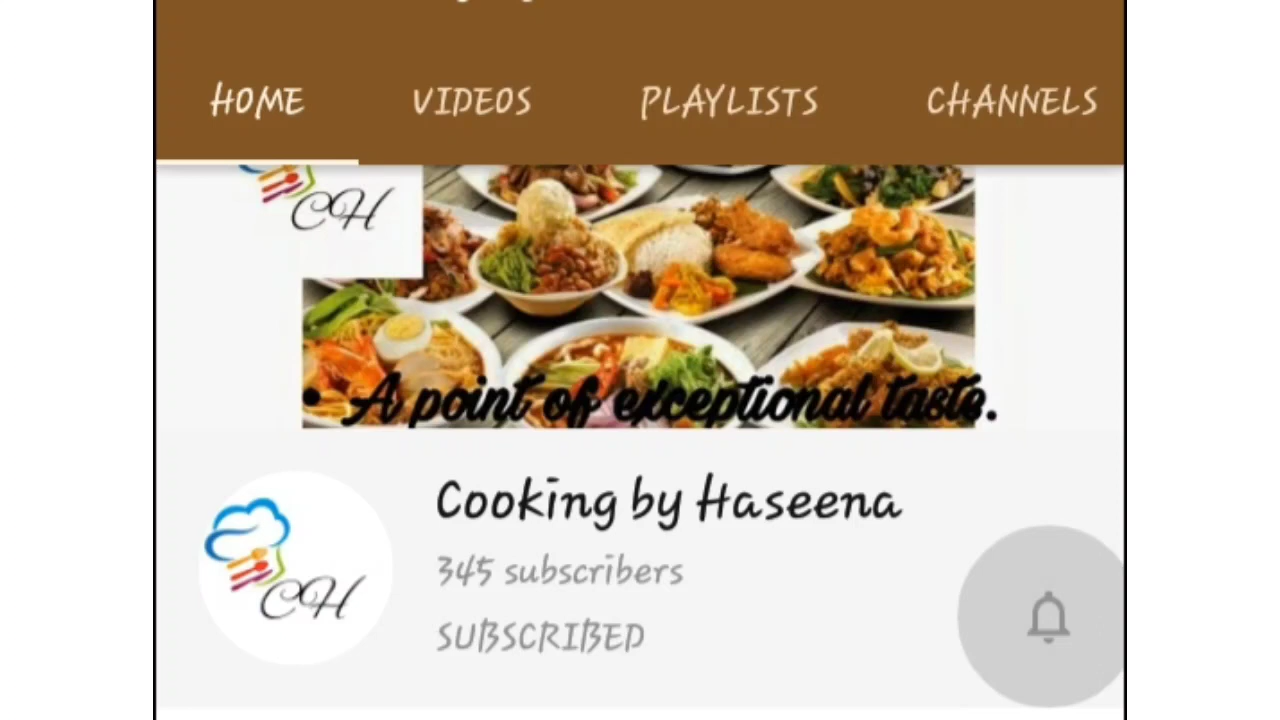 HOME VIDEOS PLAYLISTS CHANNELS
CH
• A point of exceptional taste.
Cooking by Haseena
345 subscribers
CH
SUBSCRIBED